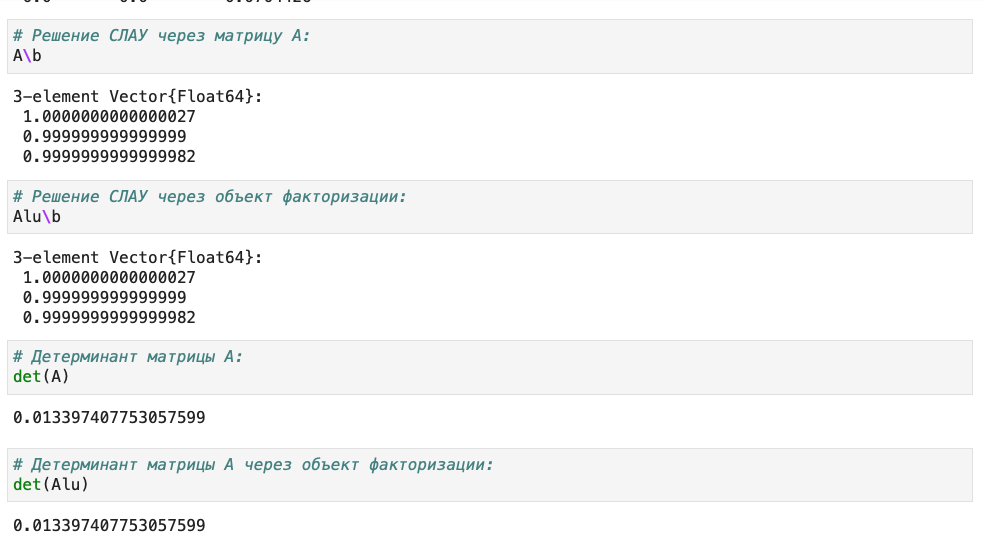 # Решение СЛАУ через матрицу A:
A\b
3-element Vector{Float64}:
1.0000000000000027
0.999999999999999
0.9999999999999982
# Решение СЛАУ через объект факторизации:
Alu\b
3-element Vector{Float64}:
1.0000000000000027
0.999999999999999
0.9999999999999982
# Детерминант матрицы A:
det(A)
0.013397407753057599
# Детерминант матрицы A через объект факторизации:
det(Alu)
0.013397407753057599